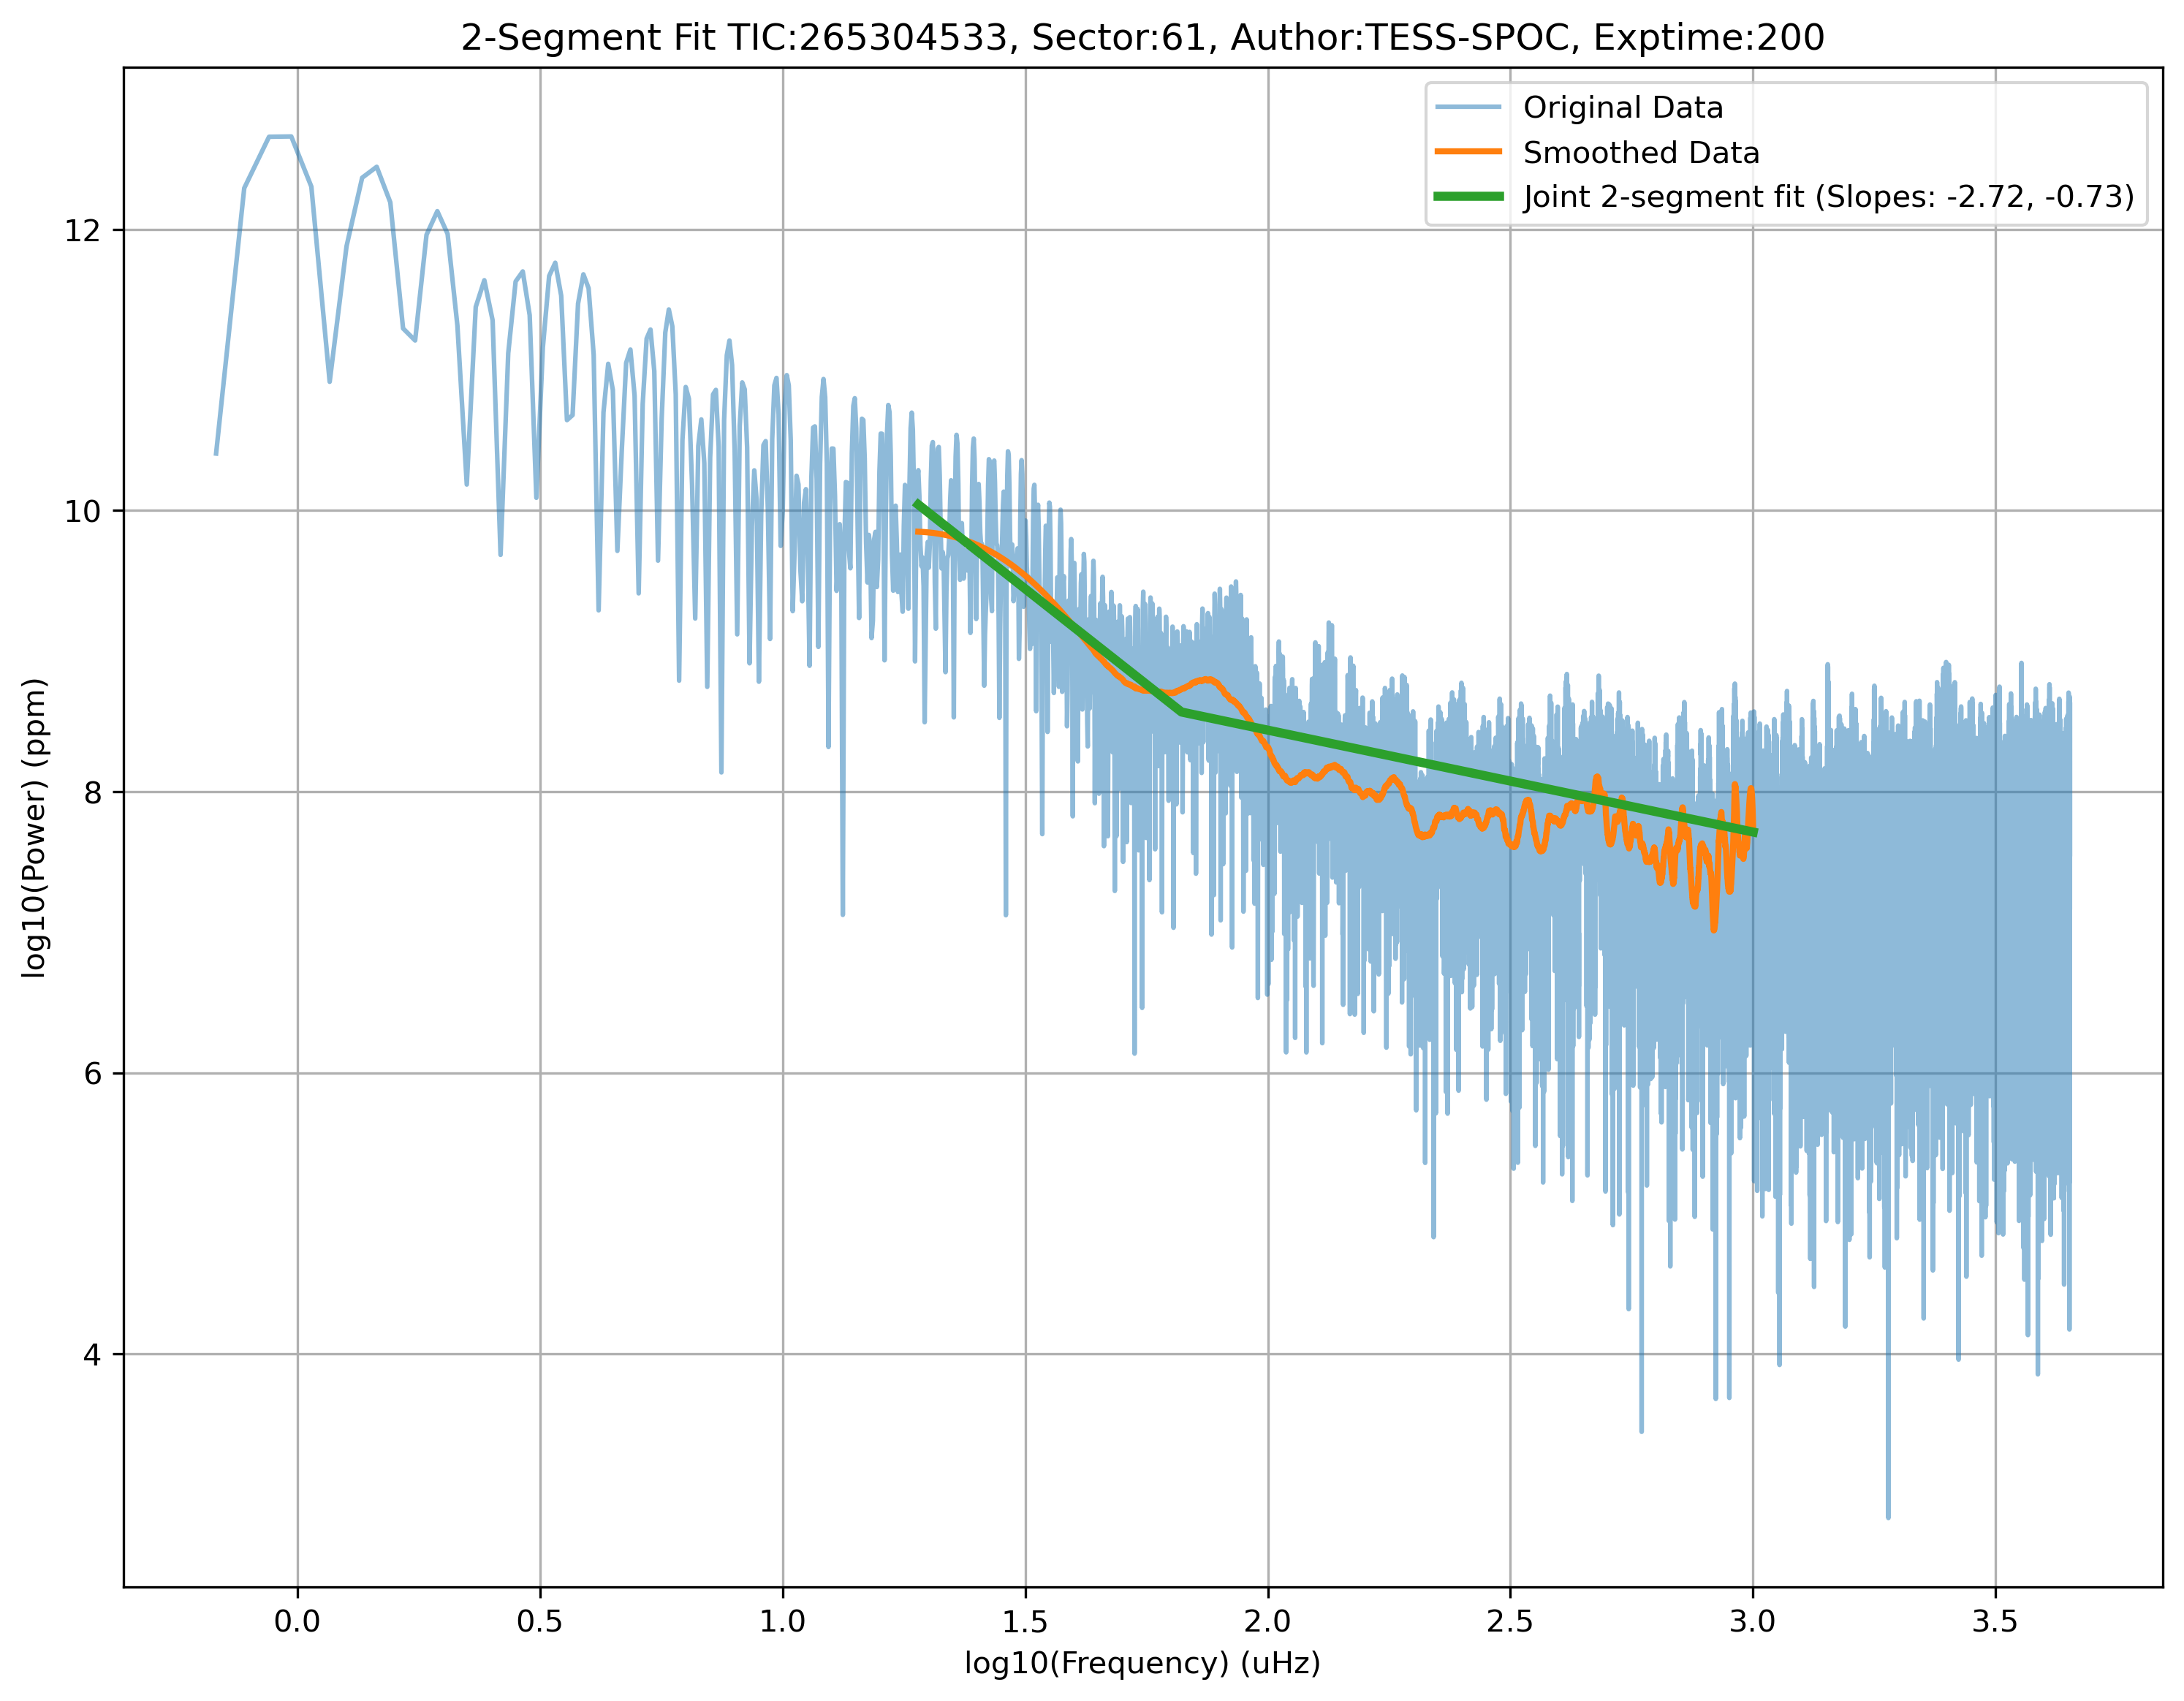 2-Segment Fit TIC:265304533, Sector:61, Author:TESS-SPOC, Exptime:200
Original Data
Smoothed Data
Joint 2-segment fit (Slopes: -2.72, -0.73)
log10(Power) (ppm)
12
10
8
6
4
0.0 0.5 1.0 1.5 2.0 2.5 3.0 3.5
log10(Frequency) (uHz)